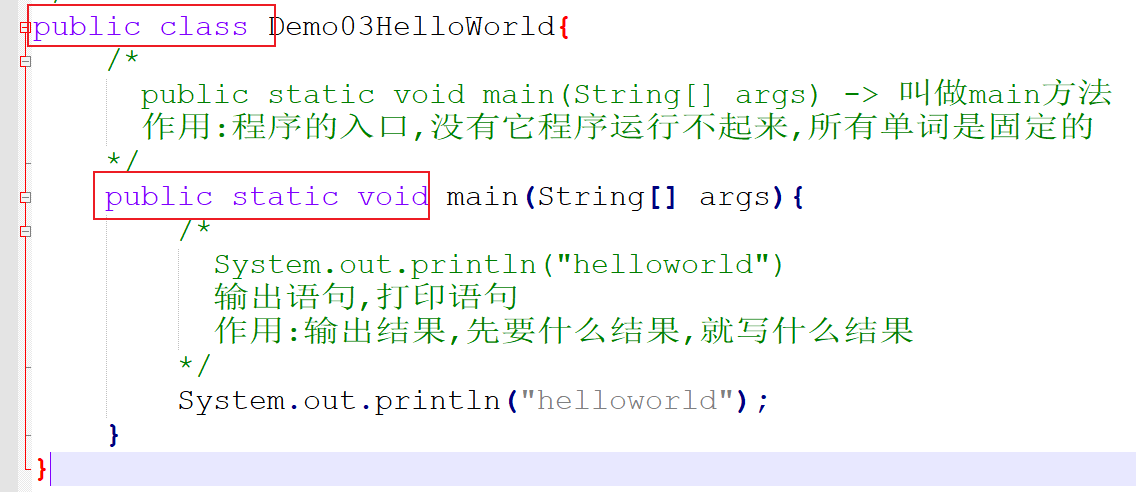 public class Demo03HelloWorld{
/*
public static void main(String[] args) -> 叫做main方法
作用:程序的入口,没有它程序运行不起来,所有单词是固定的
*/
public static void main(String[] args){
/*
System.out.println("helloworld")
输出语句,打印语句
作用:输出结果,先要什么结果,就写什么结果
*/
System.out.println("helloworld");
}
}